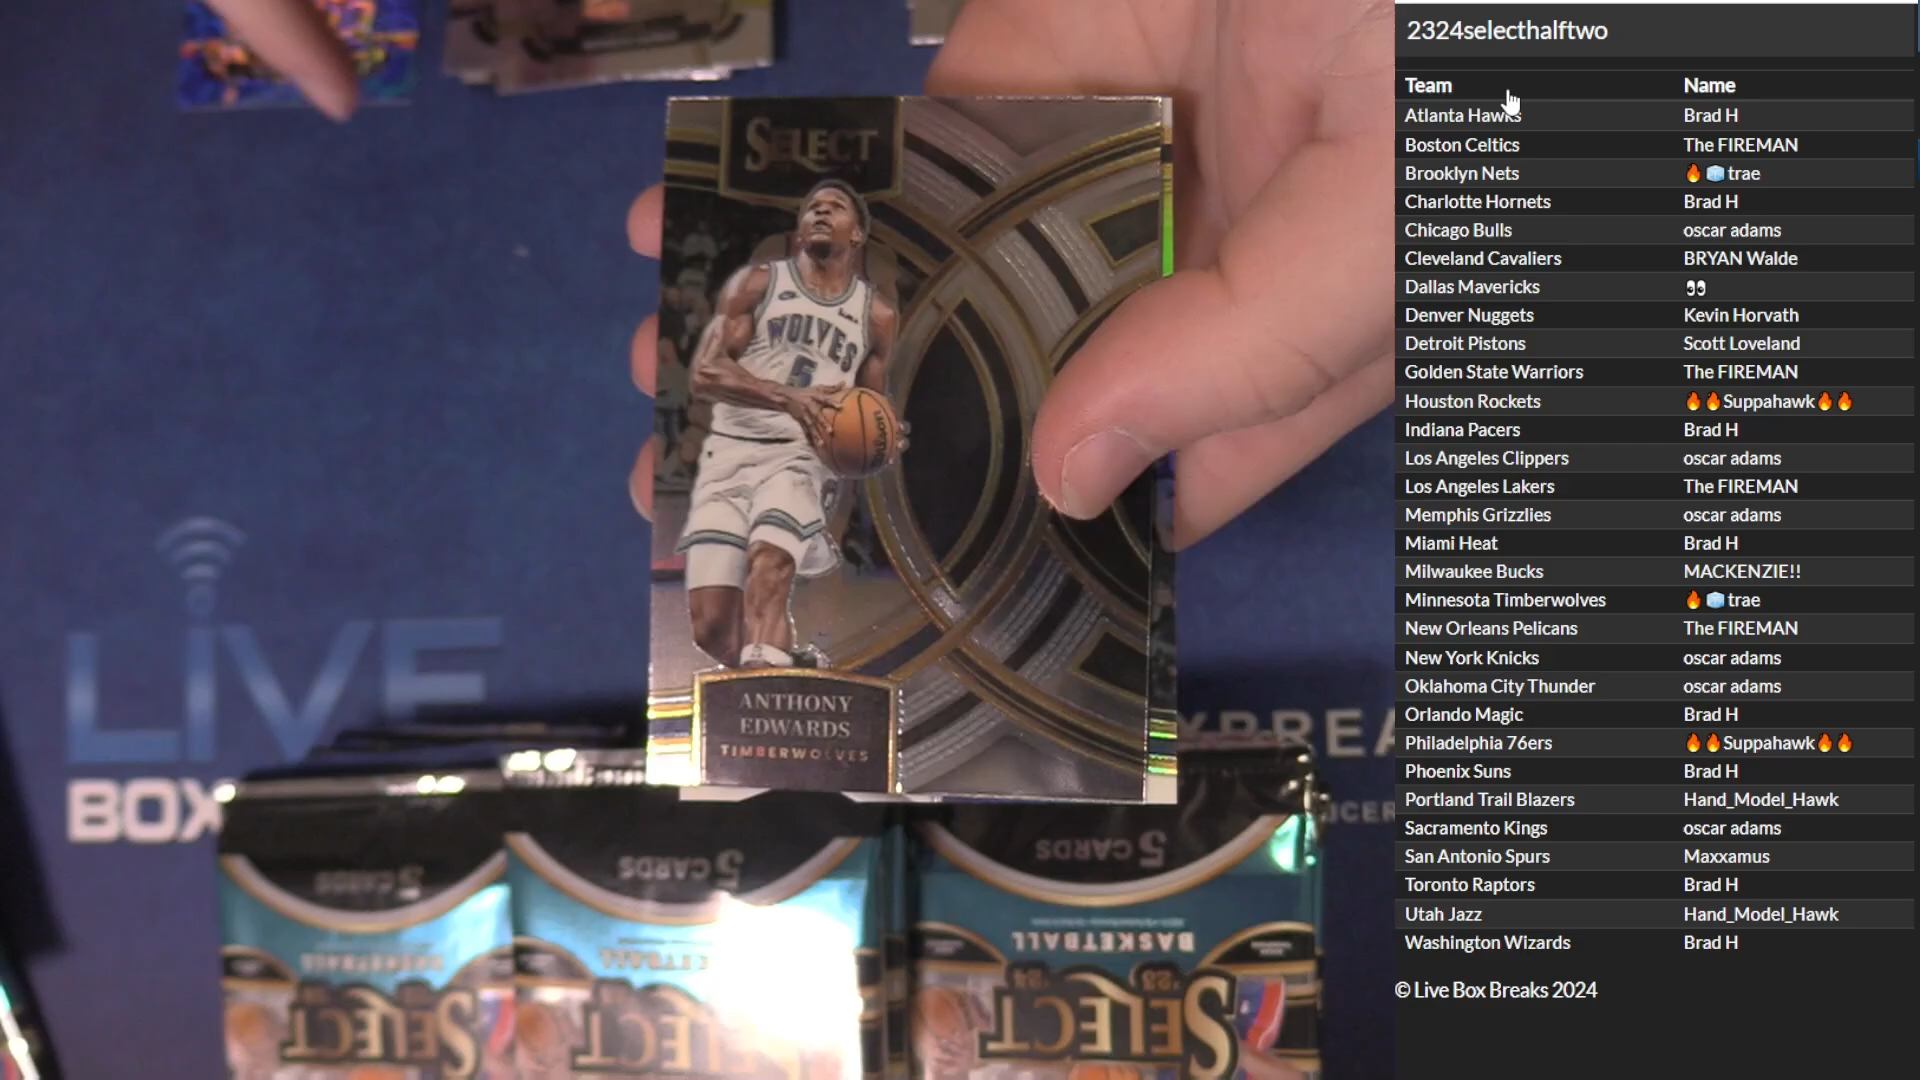 2324selecthalftwo
Team Name
Atlanta Hawks Brad H
Boston Celtics The FIREMAN
Brooklyn Nets 🔥🧊trae
Charlotte Hornets Brad H
Chicago Bulls oscar adams
Cleveland Cavaliers BRYAN Walde
Dallas Mavericks 👀
Denver Nuggets Kevin Horvath
Detroit Pistons Scott Loveland
Golden State Warriors The FIREMAN
Houston Rockets 🔥🔥Suppahawk🔥🔥
Indiana Pacers Brad H
Los Angeles Clippers oscar adams
Los Angeles Lakers The FIREMAN
Memphis Grizzlies oscar adams
Miami Heat Brad H
Milwaukee Bucks MACKENZIE!!
Minnesota Timberwolves 🔥🧊trae
New Orleans Pelicans The FIREMAN
New York Knicks oscar adams
Oklahoma City Thunder oscar adams
Orlando Magic Brad H
Philadelphia 76ers 🔥🔥Suppahawk🔥🔥
Phoenix Suns Brad H
Portland Trail Blazers Hand_Model_Hawk
Sacramento Kings oscar adams
San Antonio Spurs Maxxamus
Toronto Raptors Brad H
Utah Jazz Hand_Model_Hawk
Washington Wizards Brad H
© Live Box Breaks 2024
SELECT
WOLVES
5
Wilson
ANTHONY
EDWARDS
TIMBERWOLVES
LIVE
BOX
5 CARDS
5 CARDS
5 CARDS
BASKETBALL
SELECT
SELECT
'23 '24
SELECT